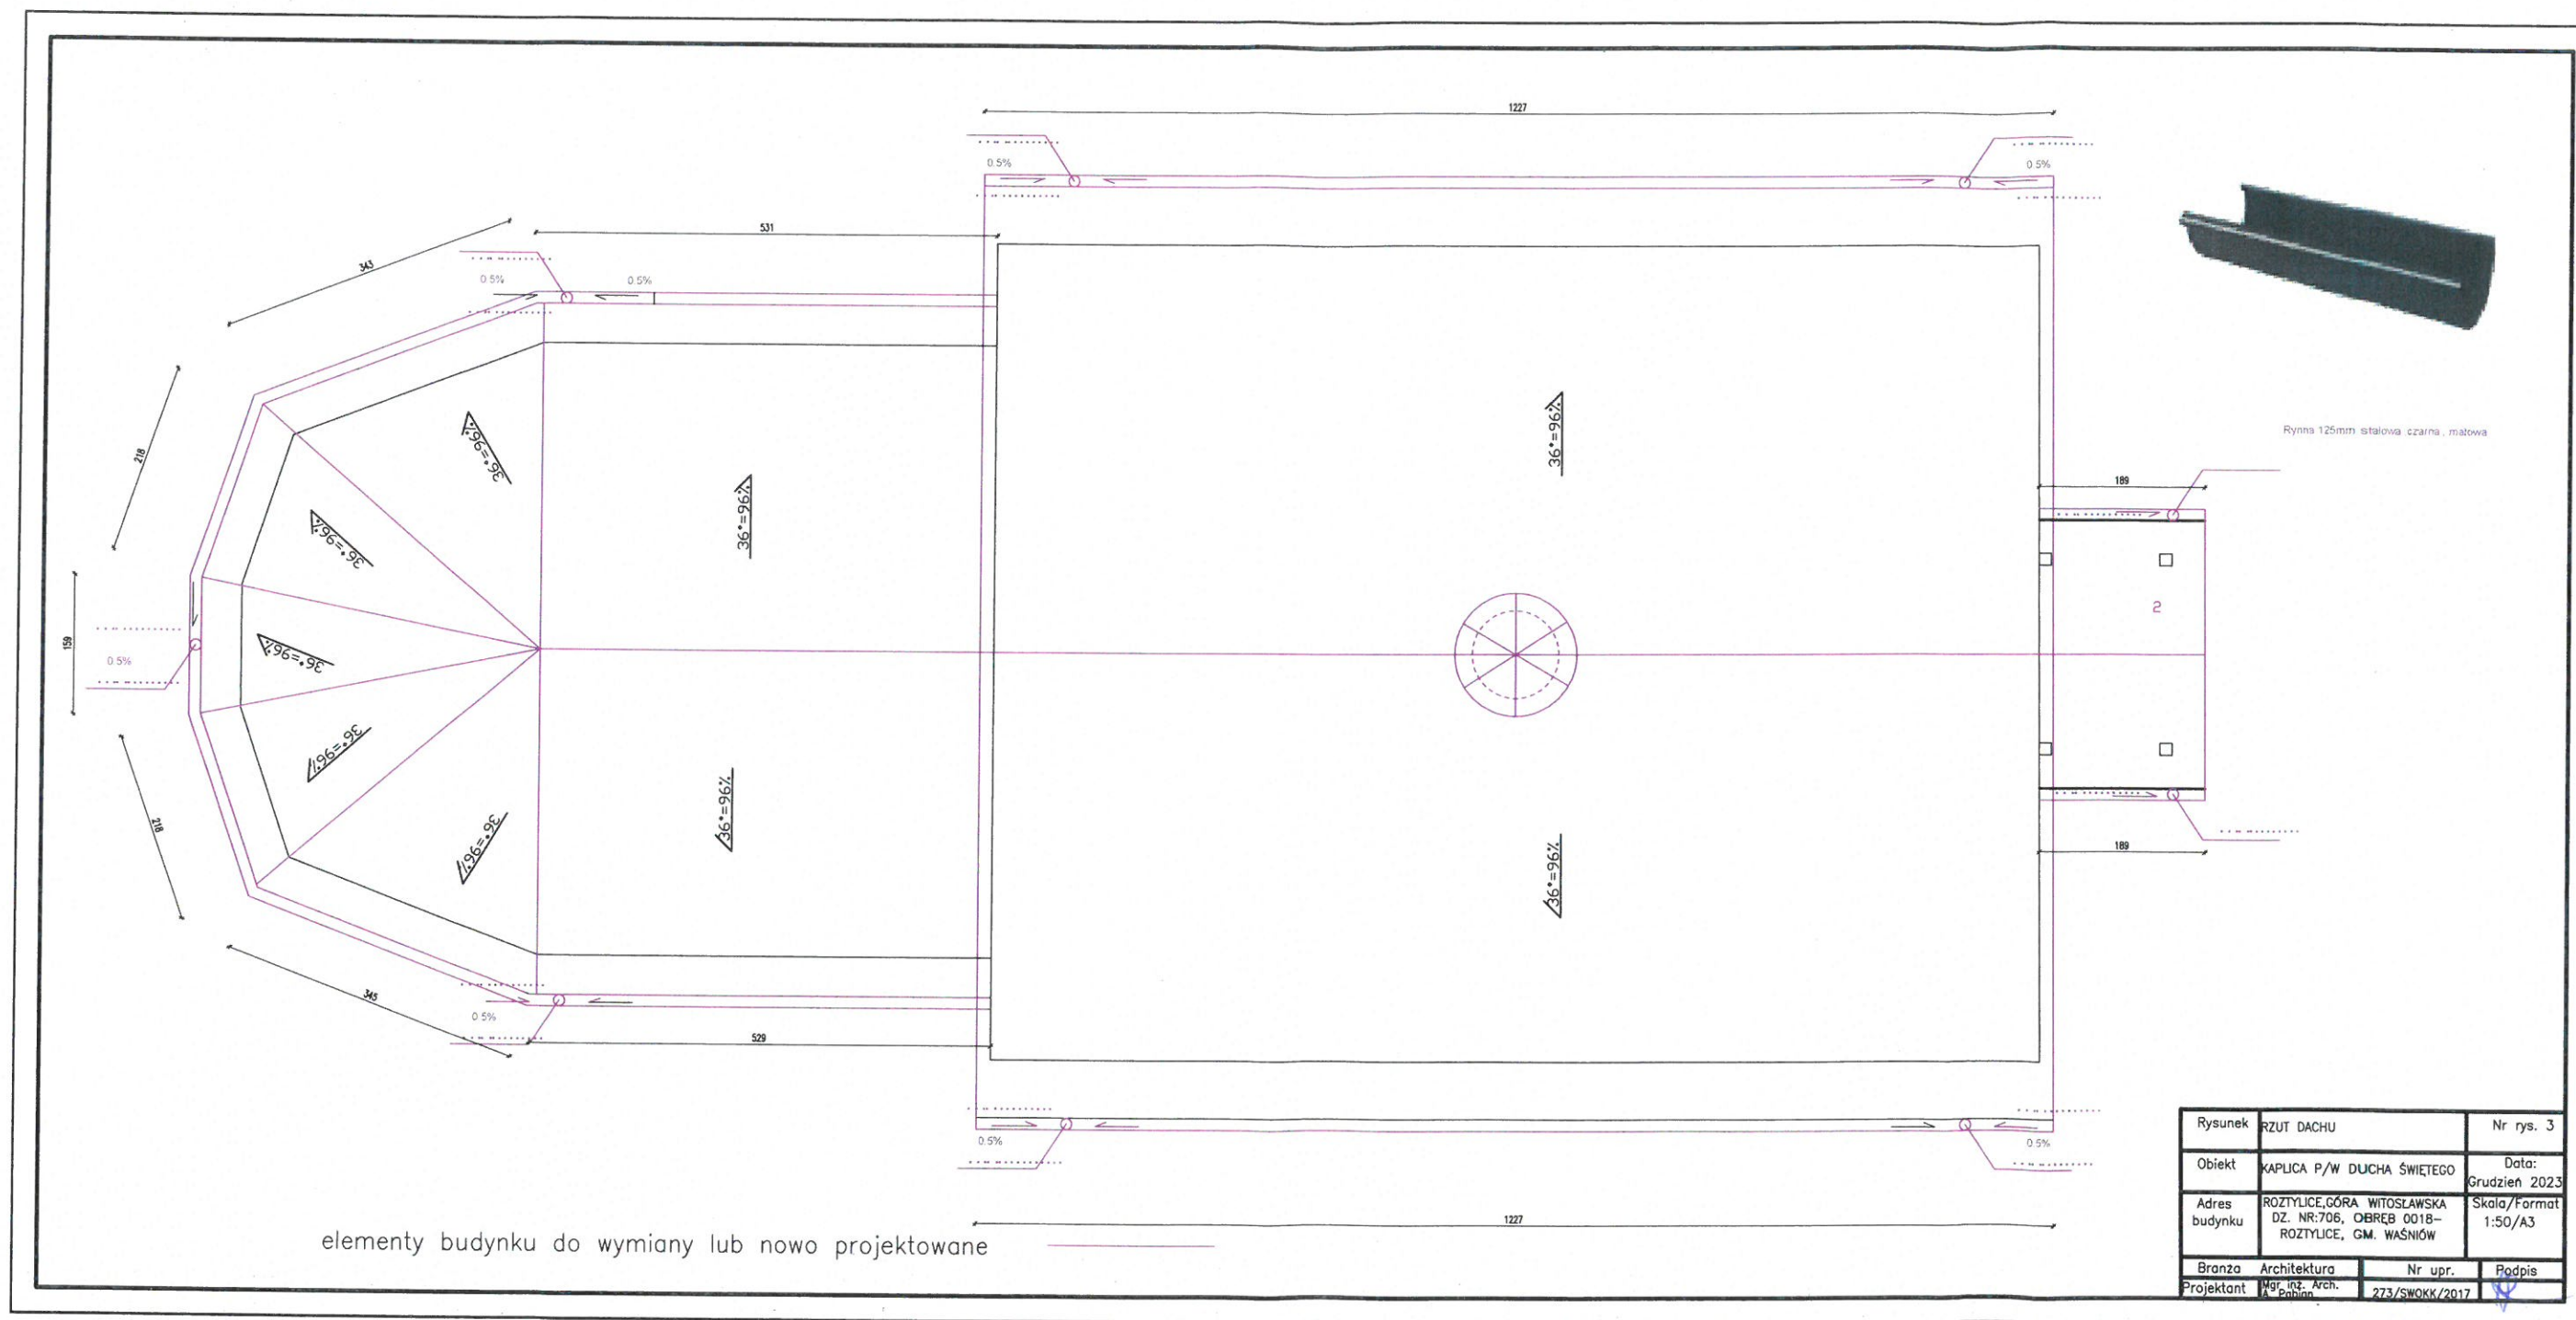 1227
0.5%
0.5%
531
343
0.5%
0.5%
218
36°=96%
36°=96%
36°=96%
36°=96%
Rynna 125mm stalowa ,czarna , matowa
189
2
159
0.5%
36°=96%
36°=96%
36°=96%
36°=96%
36°=96%
218
189
345
0.5%
529
0.5%
0.5%
1227
elementy budynku do wymiany lub nowo projektowane
Rysunek RZUT DACHU Nr rys. 3
Obiekt KAPLICA P/W DUCHA ŚWIĘTEGO Data:
Grudzień 2023
Adres budynku ROZTYLICE,GÓRA WITOSŁAWSKA Skala/Format
DZ. NR:706, OBRĘB 0018- 1:50/A3
ROZTYLICE, GM. WAŚNIÓW
Branża Architektura Nr upr. Podpis
Projektant Mgr. inż. Arch.
A. Pabian 273/SWOKK/2017